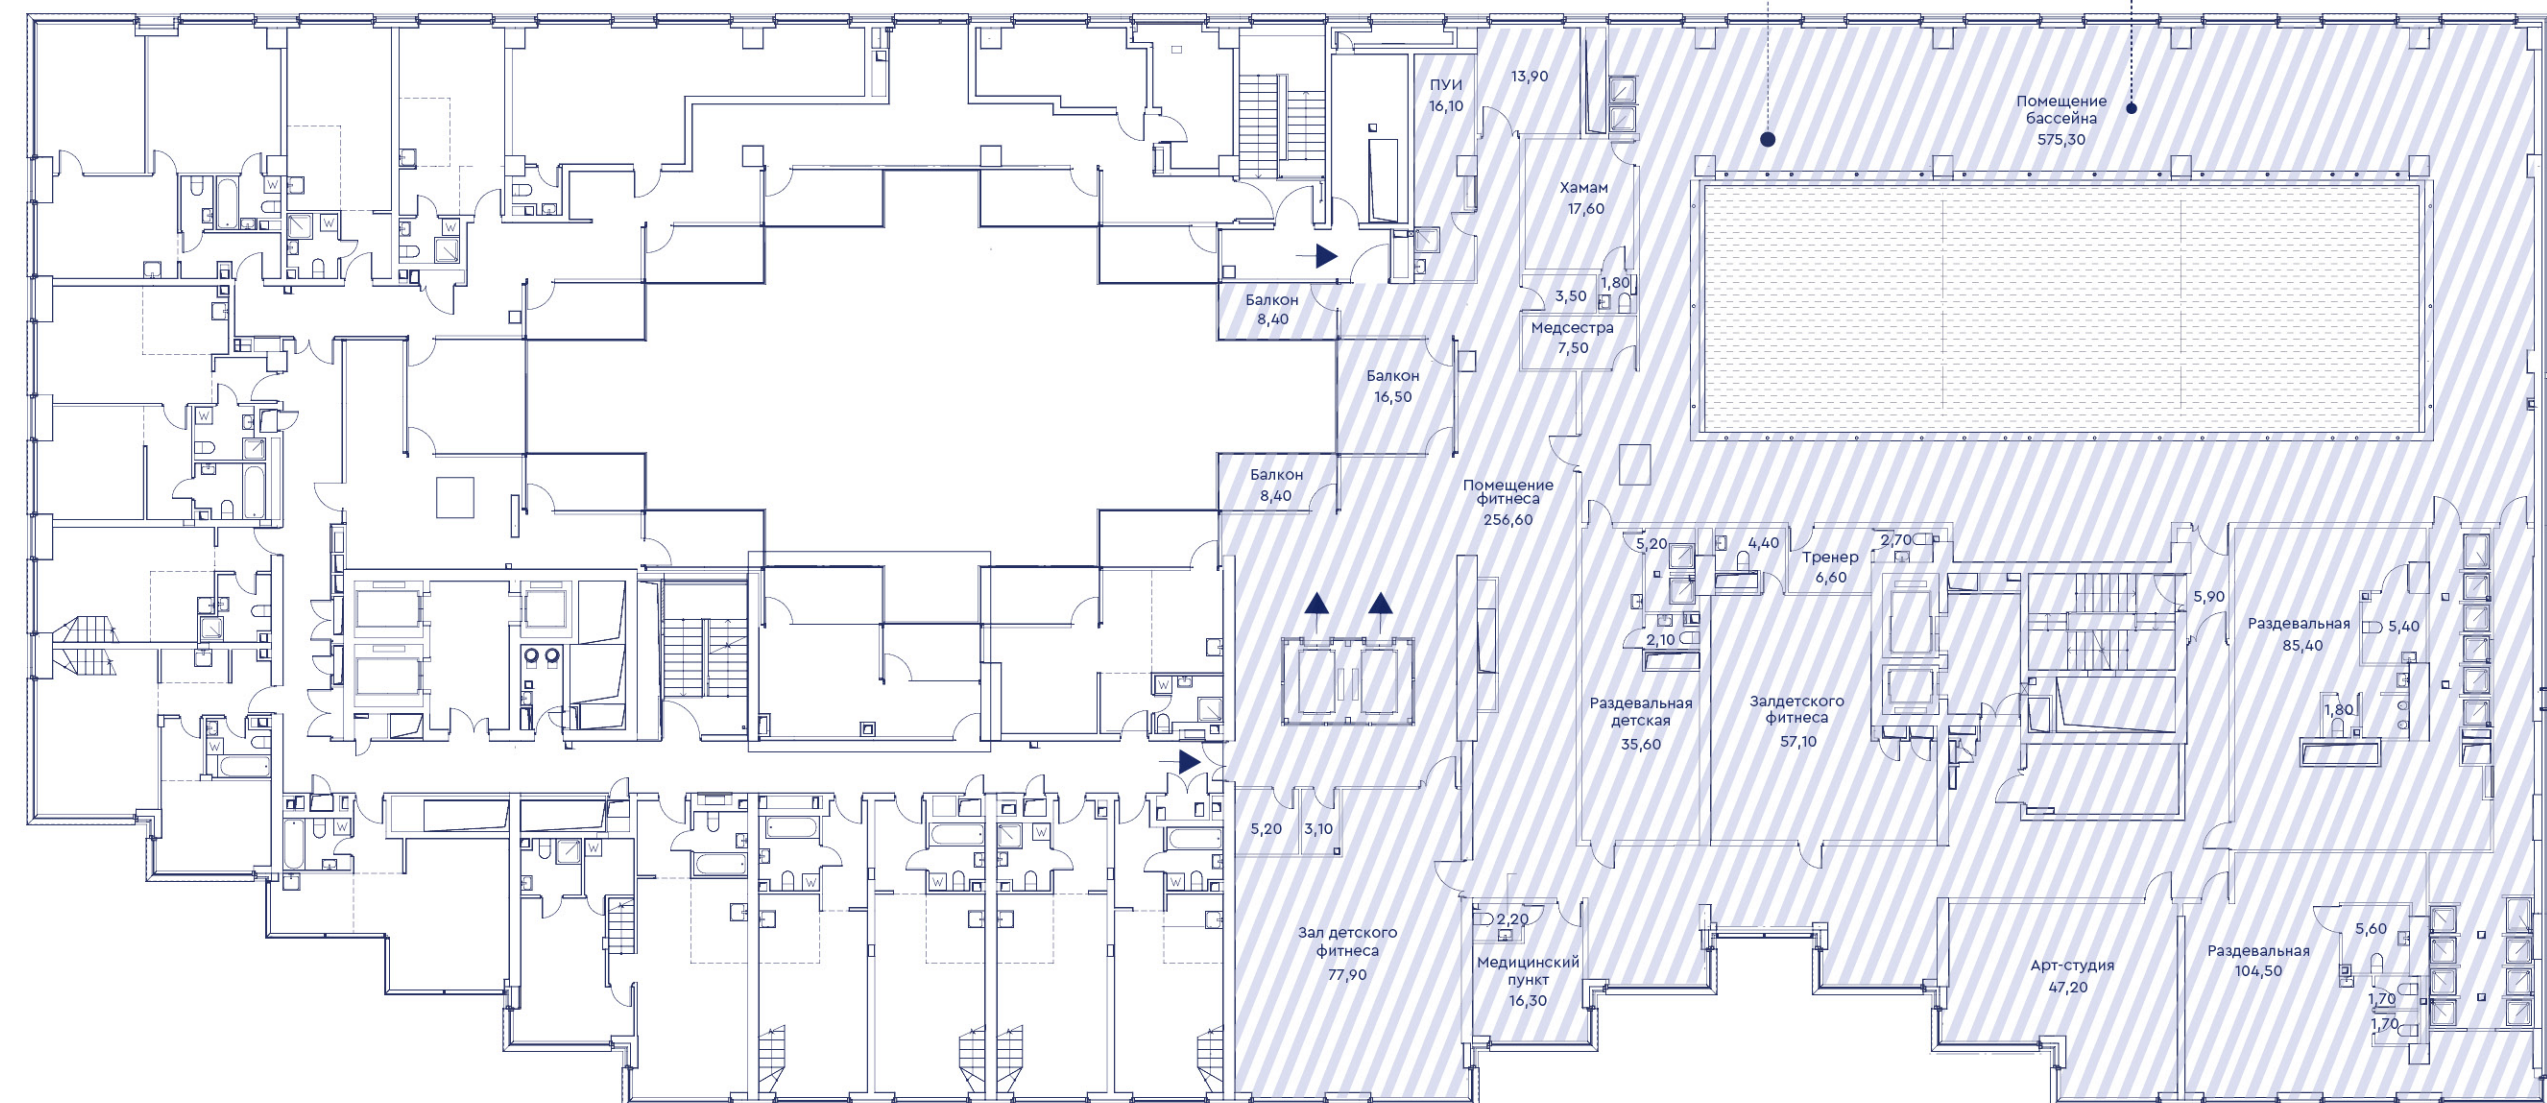 ПУИ
16,10
13,90
Помещение
бассейна
575,30
Хамам
17,60
1,80
3,50
Медсестра
7,50
Балкон
8,40
Балкон
16,50
Балкон
8,40
Помещение
фитнеса
256,60
5,20
4,40
Тренер
6,60
2,70
2,10
5,90
Раздевальная
85,40
5,40
1,80
Раздевальная
детская
35,60
Залдетского
фитнеса
57,10
5,20
3,10
Зал детского
фитнеса
77,90
2,20
Медицинский
пункт
16,30
Арт-студия
47,20
Раздевальная
104,50
5,60
1,70
1,70
W
W
W
W
W
W
W
W
W
W
W
W
W
W